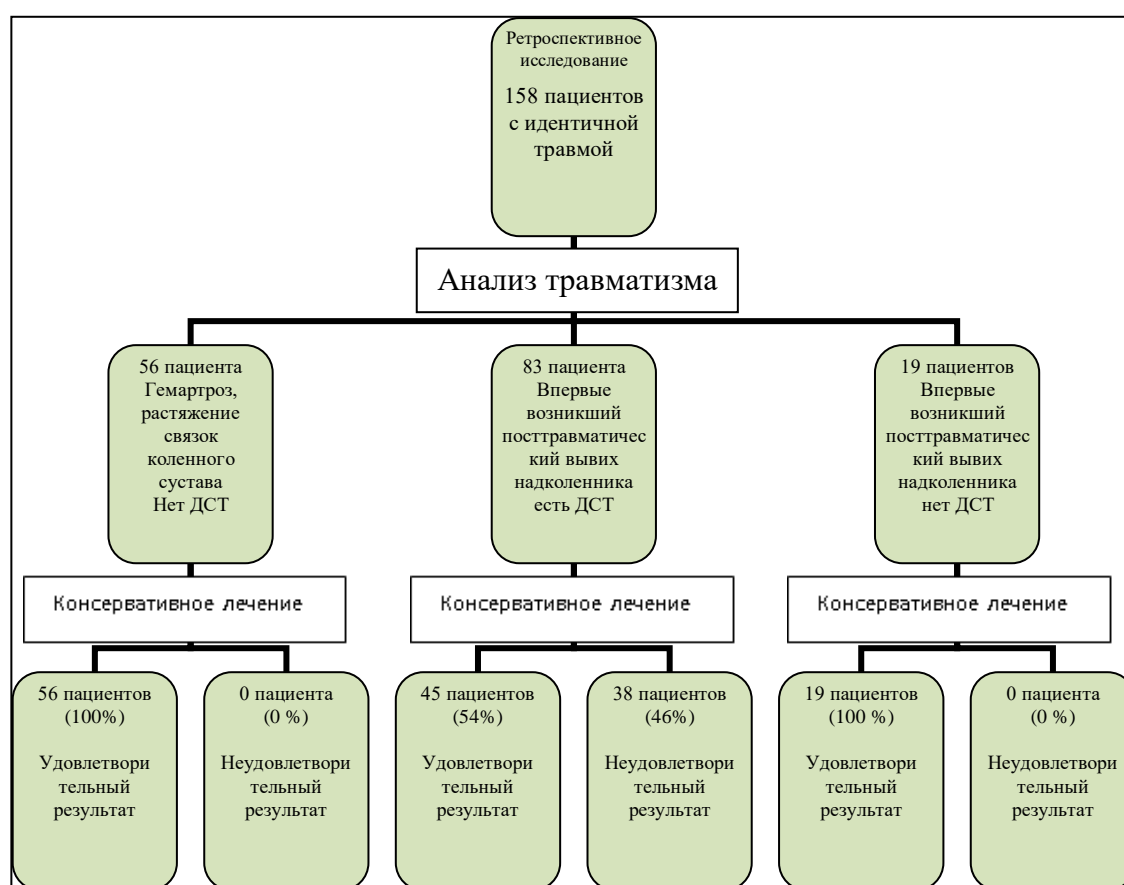 Ретроспективное
исследование
158 пациентов
с идентичной
травмой
Анализ травматизма
56 пациента
Гемартроз,
растяжение
связок
коленного
сустава
Нет ДСТ
83 пациента
Впервые
возникший
посттравматичес
кий вывих
надколенника
есть ДСТ
19 пациентов
Впервые
возникший
посттравматичес
кий вывих
надколенника
нет ДСТ
Консервативное лечение
Консервативное лечение
Консервативное лечение
56 пациентов
(100%)
Удовлетвори
тельный
результат
0 пациента
(0 %)
Неудовлетвори
тельный
результат
45 пациентов
(54%)
Удовлетвори
тельный
результат
38 пациентов
(46%)
Неудовлетвори
тельный
результат
19 пациентов
(100 %)
Удовлетвори
тельный
результат
0 пациента
(0 %)
Неудовлетвори
тельный
результат